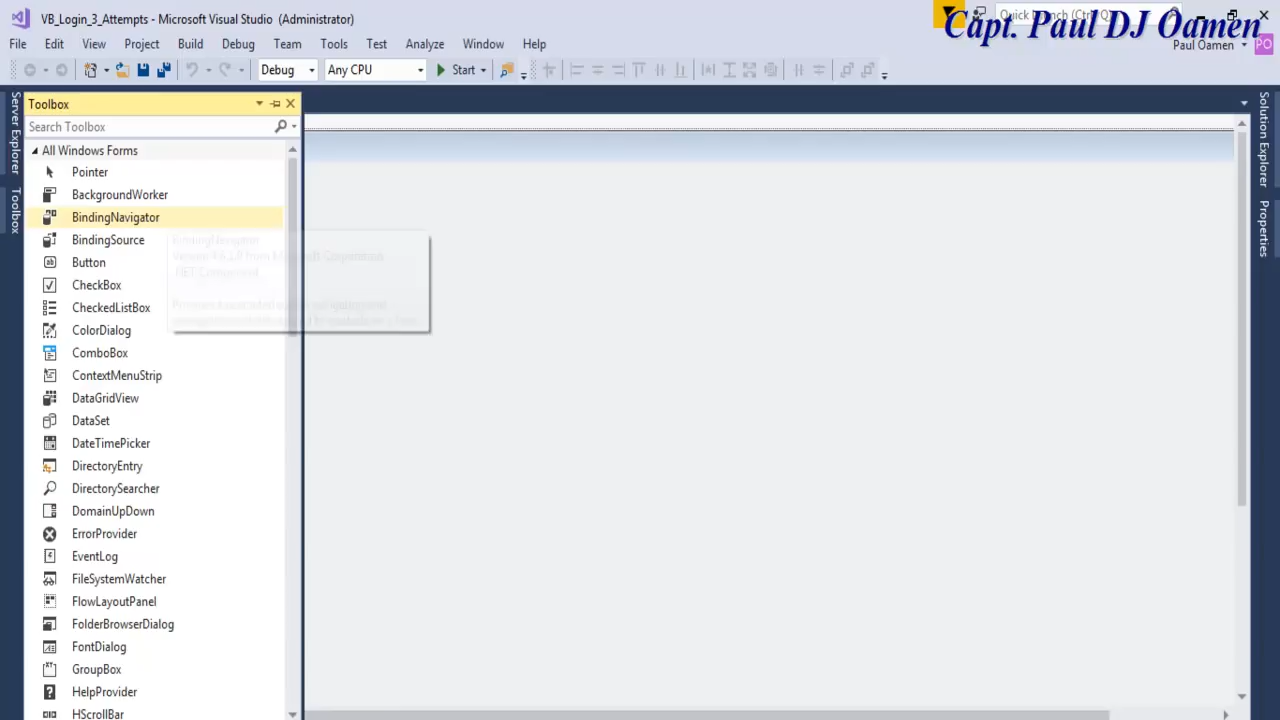 VB_Login_3_Attempts - Microsoft Visual Studio (Administrator)
Capt. Paul DJ Oamen
File Edit View Project Build Debug Team Tools Test Analyze Window Help
Paul Oamen PO
Debug Any CPU Start
Server Explorer
Toolbox
Toolbox
Search Toolbox
All Windows Forms
Pointer
BackgroundWorker
BindingNavigator
BindingSource
Button
CheckBox
CheckedListBox
ColorDialog
ComboBox
ContextMenuStrip
DataGridView
DataSet
DateTimePicker
DirectoryEntry
DirectorySearcher
DomainUpDown
ErrorProvider
EventLog
FileSystemWatcher
FlowLayoutPanel
FolderBrowserDialog
FontDialog
GroupBox
HelpProvider
HScrollBar
Solution Explorer
Properties